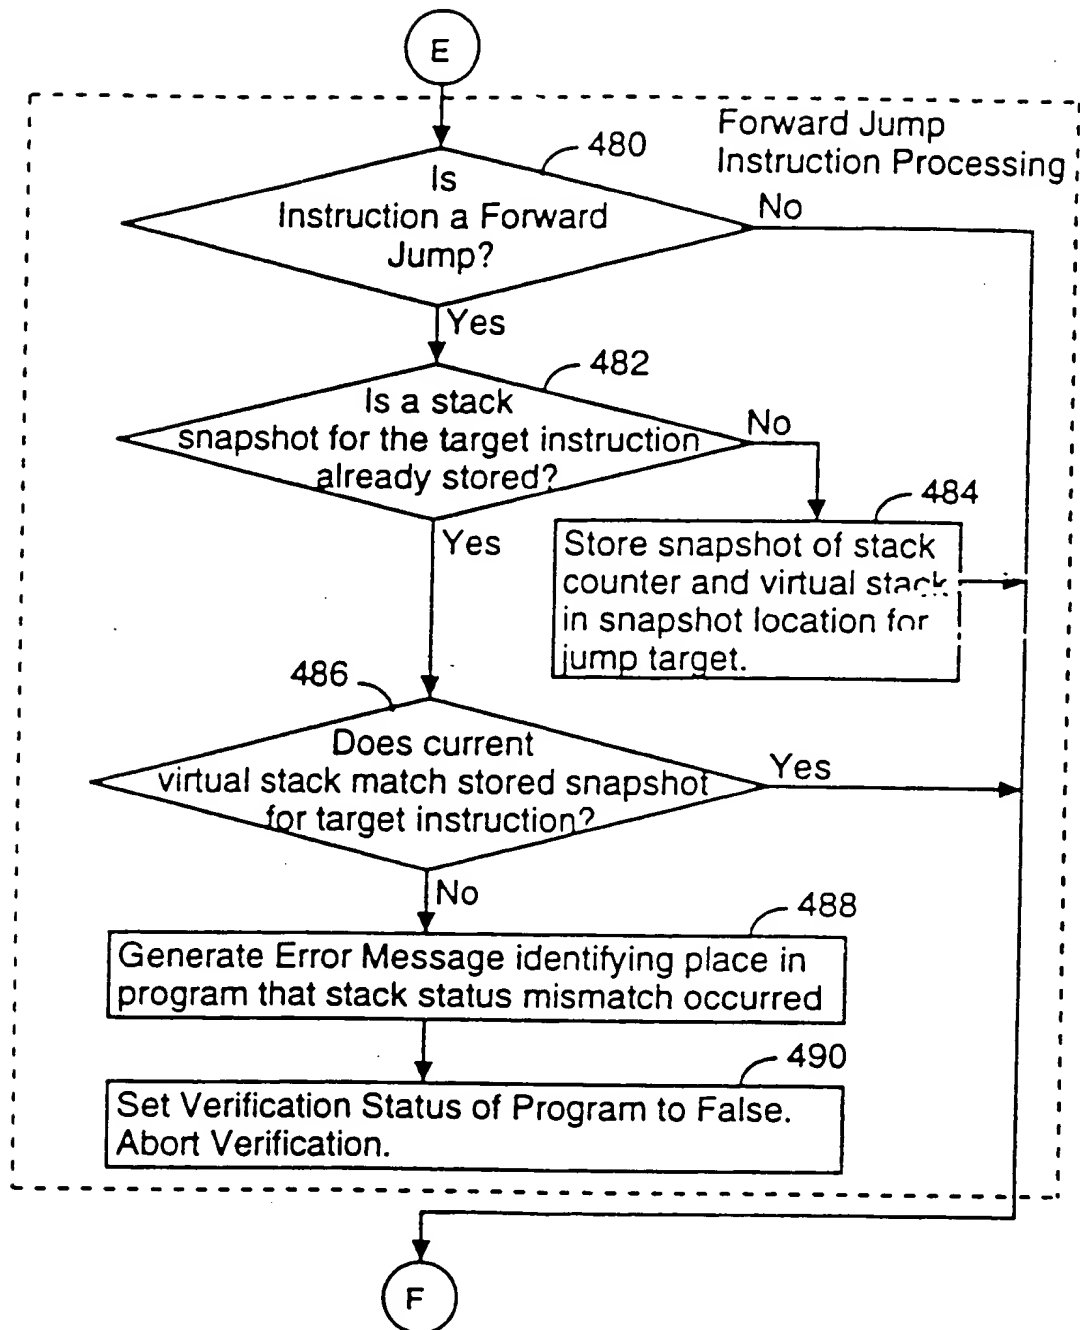 E
Forward Jump
Instruction Processing
480
Is
Instruction a Forward
Jump?
No
Yes
482
Is a stack
snapshot for the target instruction
already stored?
No
Yes
484
Store snapshot of stack
counter and virtual stack
in snapshot location for
jump target.
486
Does current
virtual stack match stored snapshot
for target instruction?
Yes
No
488
Generate Error Message identifying place in
program that stack status mismatch occurred
490
Set Verification Status of Program to False.
Abort Verification.
F